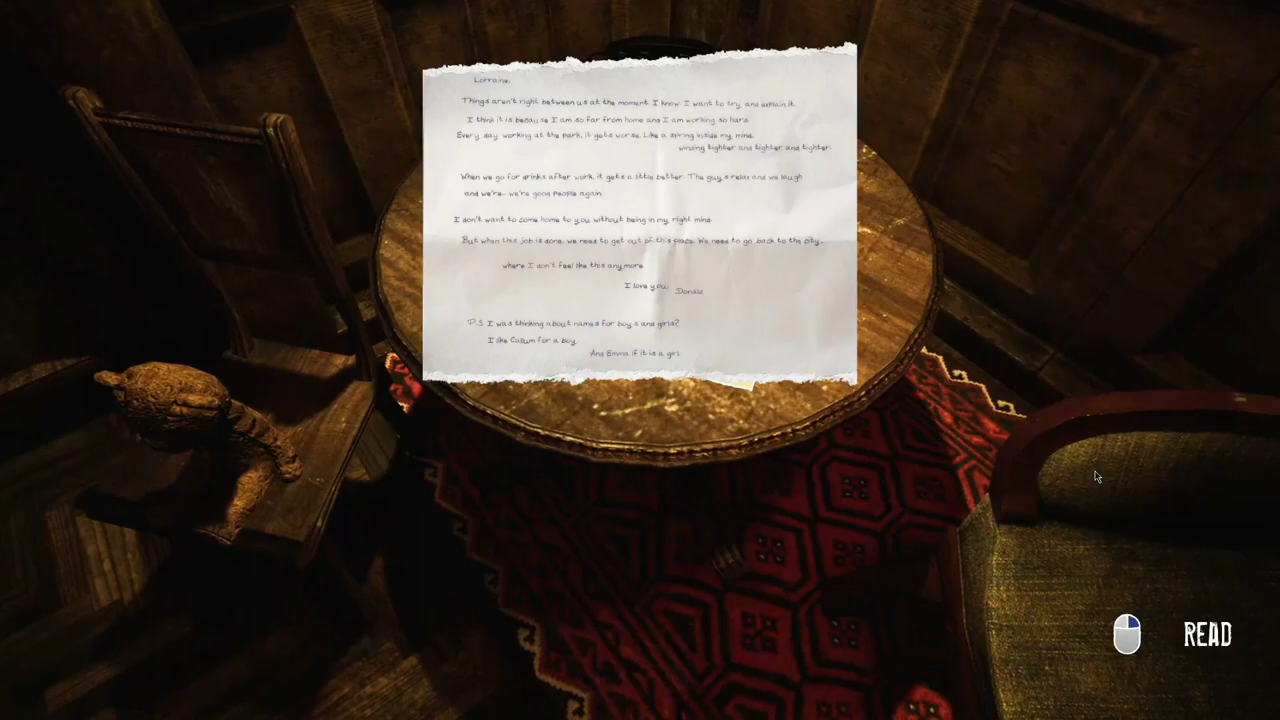 Lorraine,
Things aren't right between us at the moment. I know. I want to try and explain it.
I think it is because I am so far from home and I am working so hard.
Every day working at the park, it gets worse. Like a spring inside my mind.
winding tighter and tighter and tighter.
When we go for drinks after work, it gets a little better. The guys relax and we laugh
and we're- we're good people again.
I don't want to come home to you without being in my right mind.
But when this job is done, we need to get out of this place. We need to go back to the city,
where I don't feel like this anymore.
I love you. Donald
P.S. I was thinking about names for boys and girls?
I like Callum for a boy.
And Emma if it is a girl.
READ